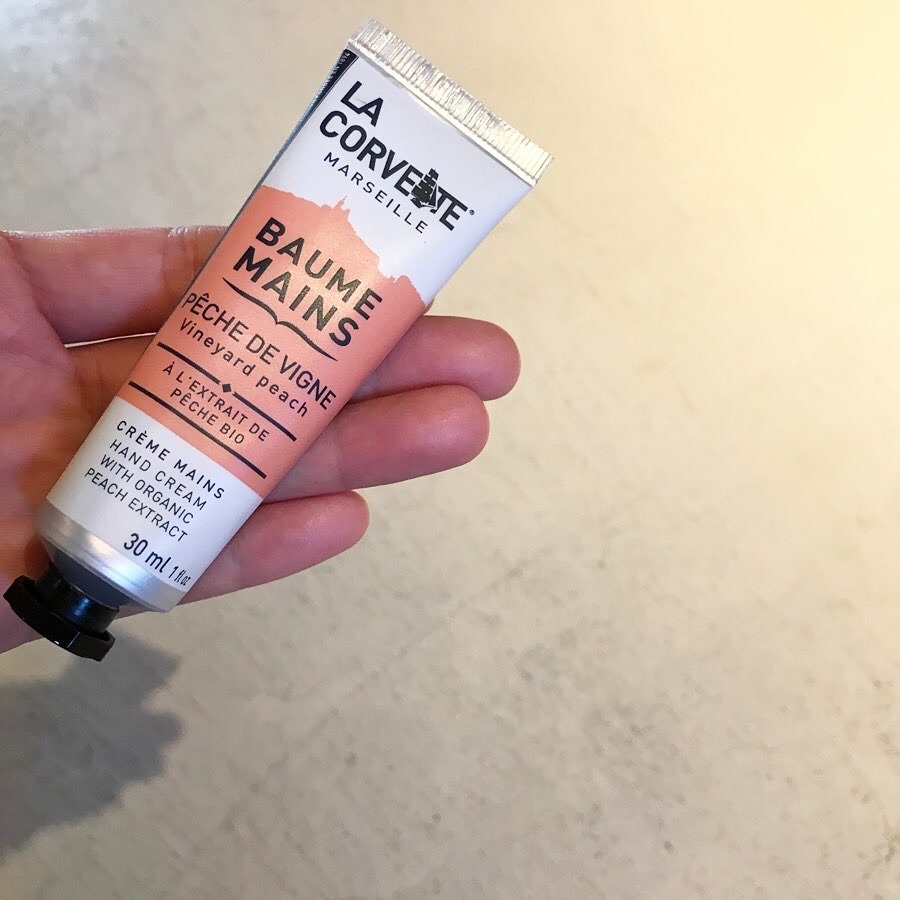 LA
CORVETTE®
MARSEILLE
BAUME
MAINS
PÊCHE DE VIGNE
Vineyard peach
À L'EXTRAIT DE
PÊCHE BIO
CRÈME MAINS
HAND CREAM
WITH ORGANIC
PEACH EXTRACT
30 ml 1 fl oz